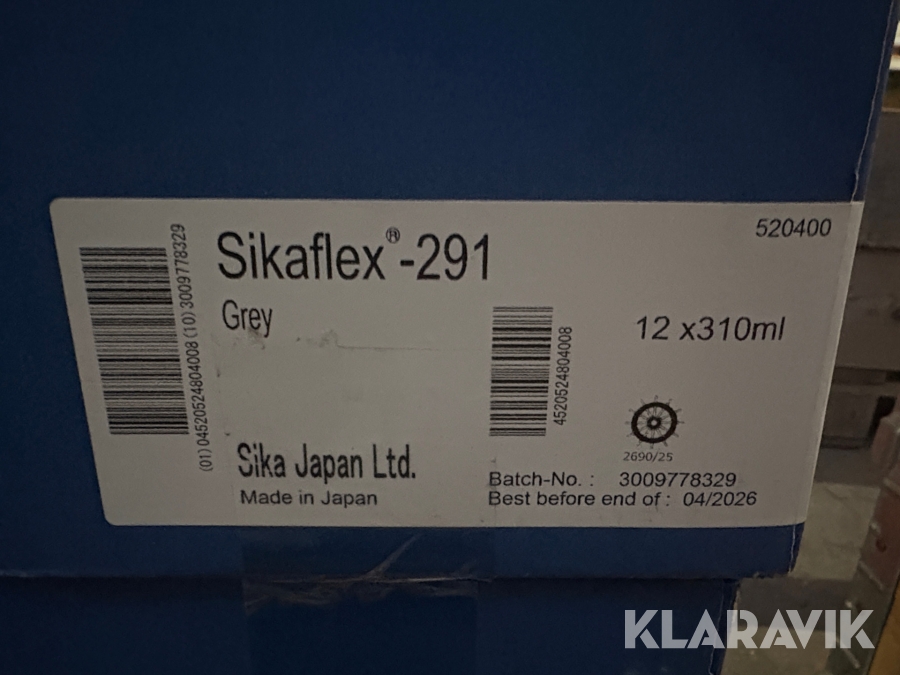 520400
Sikaflex®-291
Grey
12 x310ml
(01)04520524804008(10)3009778329
4520524804008
2690/25
Sika Japan Ltd.
Made in Japan
Batch-No. : 3009778329
Best before end of : 04/2026
KLARAVIK